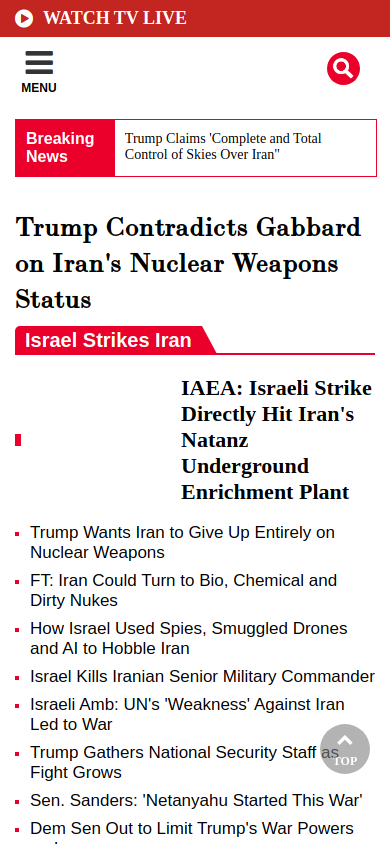 WATCH TV LIVE
MENU
Breaking
News
Trump Claims 'Complete and Total
Control of Skies Over Iran"
Trump Contradicts Gabbard
on Iran's Nuclear Weapons
Status
Israel Strikes Iran
IAEA: Israeli Strike
Directly Hit Iran's
Natanz
Underground
Enrichment Plant
Trump Wants Iran to Give Up Entirely on
Nuclear Weapons
FT: Iran Could Turn to Bio, Chemical and
Dirty Nukes
How Israel Used Spies, Smuggled Drones
and AI to Hobble Iran
Israel Kills Iranian Senior Military Commander
Israeli Amb: UN's 'Weakness' Against Iran
Led to War
Trump Gathers National Security Staff as
Fight Grows
TOP
Sen. Sanders: 'Netanyahu Started This War'
Dem Sen Out to Limit Trump's War Powers